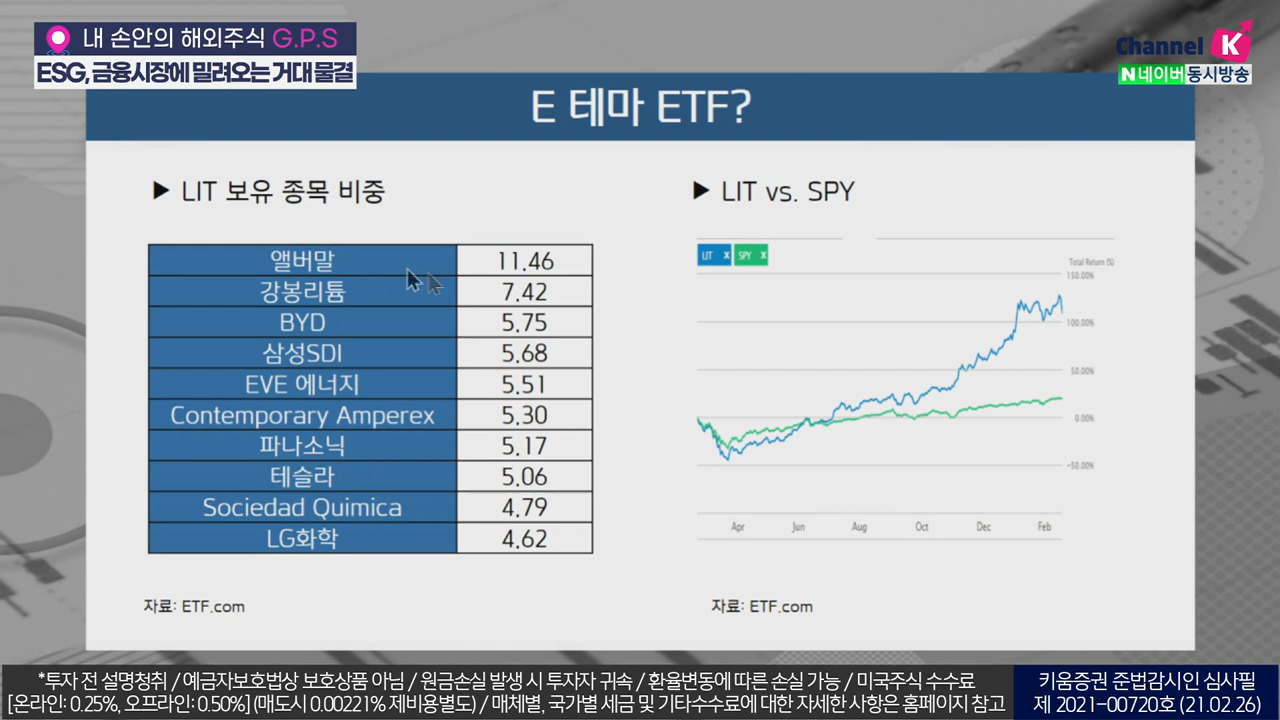 내 손안의 해외주식 G.P.S
ESG, 금융시장에 밀려오는 거대 물결
Channel K
N 네이버 동시방송
E 테마 ETF?
▶ LIT 보유 종목 비중
앨버말 11.46
강봉리튬 7.42
BYD 5.75
삼성SDI 5.68
EVE 에너지 5.51
Contemporary Amperex 5.30
파나소닉 5.17
테슬라 5.06
Sociedad Quimica 4.79
LG화학 4.62
자료: ETF.com
▶ LIT vs. SPY
LIT x SPY x
Total Return (%)
150.00%
100.00%
50.00%
0.00%
-50.00%
Apr Jun Aug Oct Dec Feb
자료: ETF.com
*투자 전 설명청취 / 예금자보호법상 보호상품 아님 / 원금손실 발생 시 투자자 귀속 / 환율변동에 따른 손실 가능 / 미국주식 수수료
[온라인: 0.25%, 오프라인: 0.50%] (매도시 0.00221% 제비용별도) / 매체별, 국가별 세금 및 기타수수료에 대한 자세한 사항은 홈페이지 참고
키움증권 준법감시인 심사필
제 2021-00720호 (21.02.26)